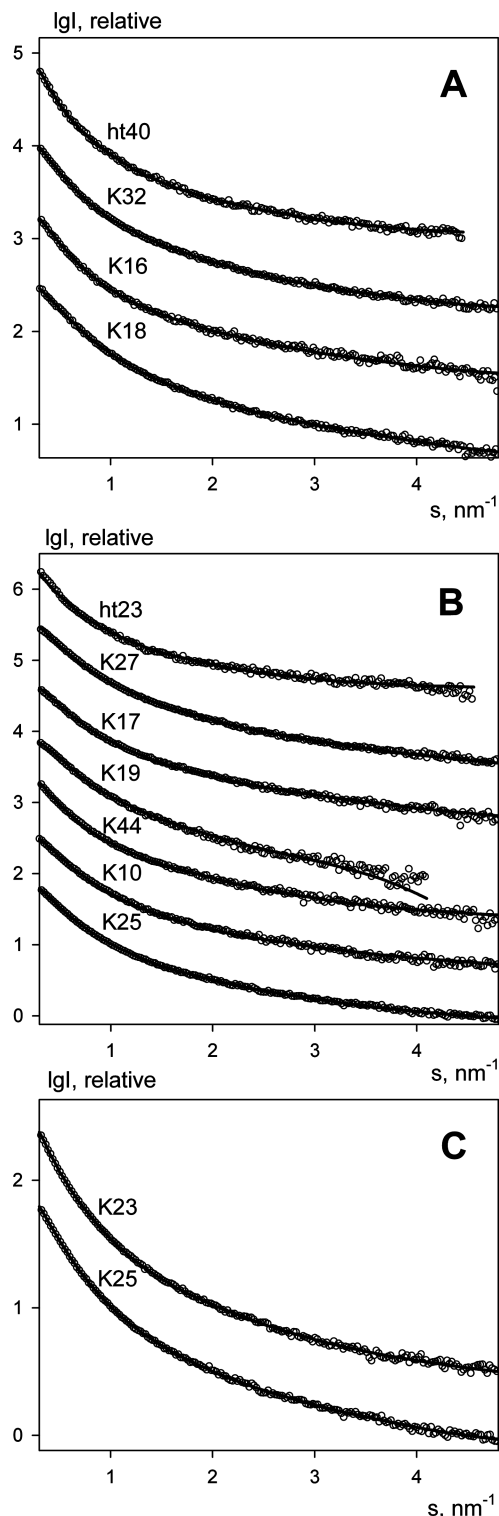 lgI, relative
A
5
ht40
4
K32
3
K16
2
K18
1
1 2 3 4
s, nm⁻¹
lgI, relative
B
6
ht23
5
K27
4
K17
3
K19
2
K44
K10
1
K25
0
1 2 3 4
s, nm⁻¹
lgI, relative
C
2
K23
K25
1
0
1 2 3 4
s, nm⁻¹